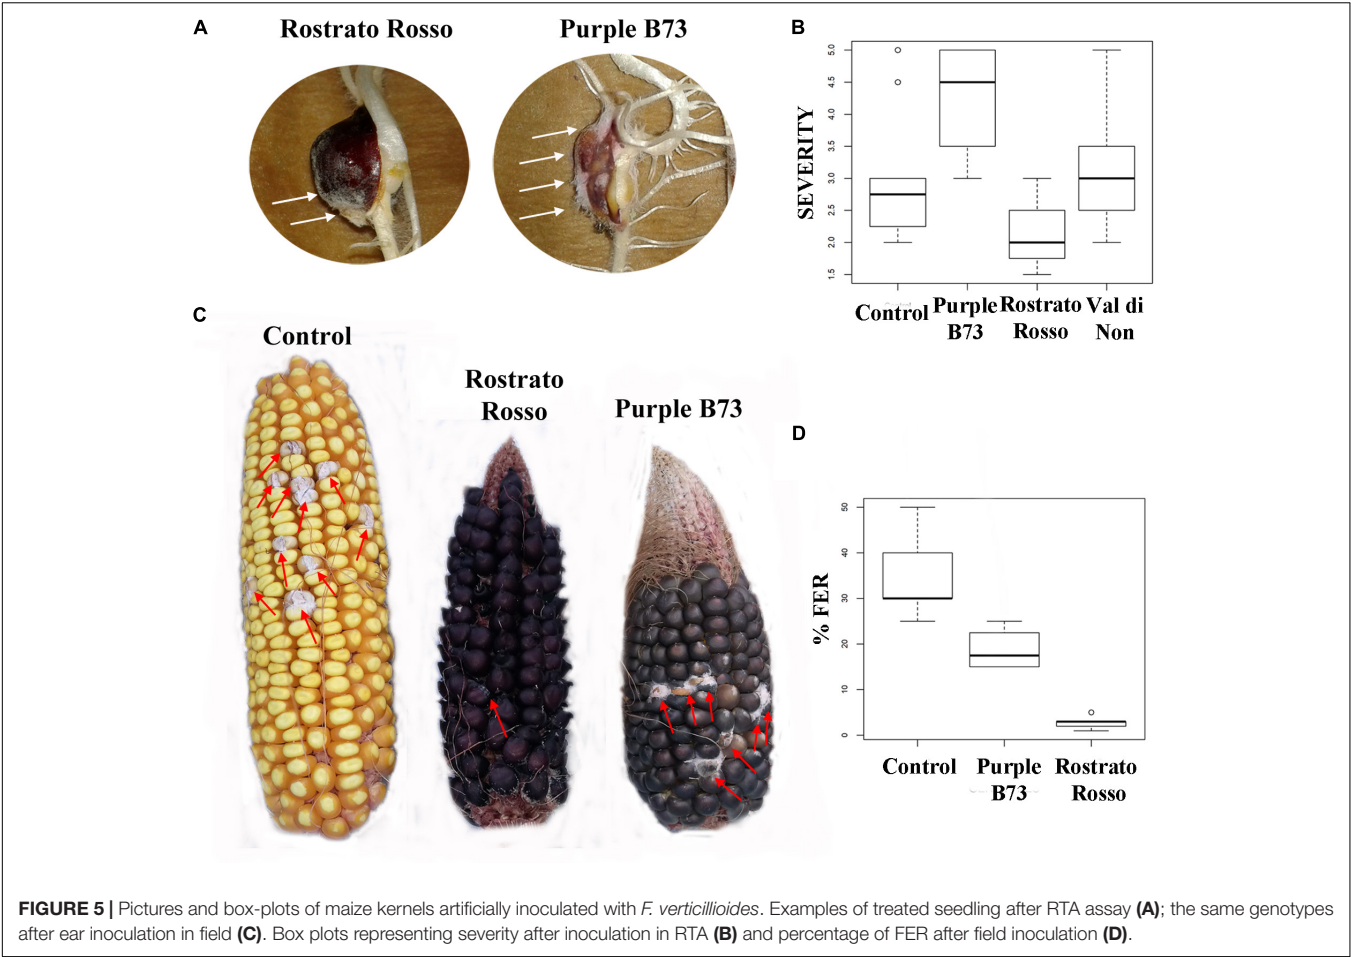 A
Rostrato Rosso
Purple B73
B
SEVERITY
5.0
4.5
4.0
3.5
3.0
2.5
2.0
1.5
Control
Purple
B73
Rostrato
Rosso
Val di
Non
C
Control
Rostrato
Rosso
Purple B73
D
% FER
50
40
30
20
10
0
Control
Purple
B73
Rostrato
Rosso
FIGURE 5 | Pictures and box-plots of maize kernels artificially inoculated with F. verticillioides. Examples of treated seedling after RTA assay (A); the same genotypes
after ear inoculation in field (C). Box plots representing severity after inoculation in RTA (B) and percentage of FER after field inoculation (D).